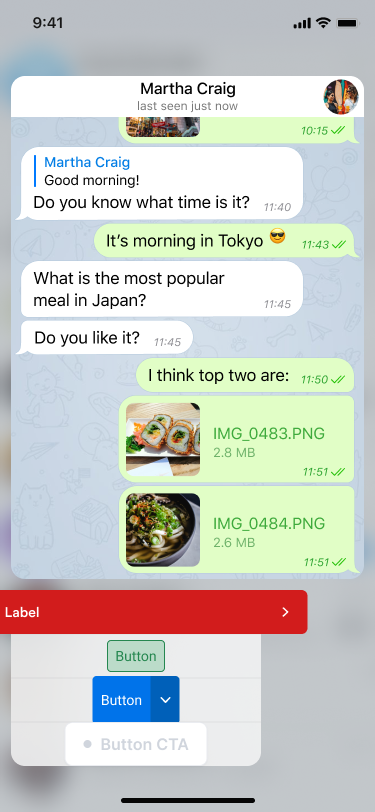 9:41
Martha Craig
last seen just now
10:15
Martha Craig
Good morning!
Do you know what time is it?
11:40
It's morning in Tokyo 😎
11:43
What is the most popular
meal in Japan?
11:45
Do you like it?
11:45
I think top two are:
11:50
IMG_0483.PNG
2.8 MB
11:51
IMG_0484.PNG
2.6 MB
11:51
Label
Button
Button
Button CTA